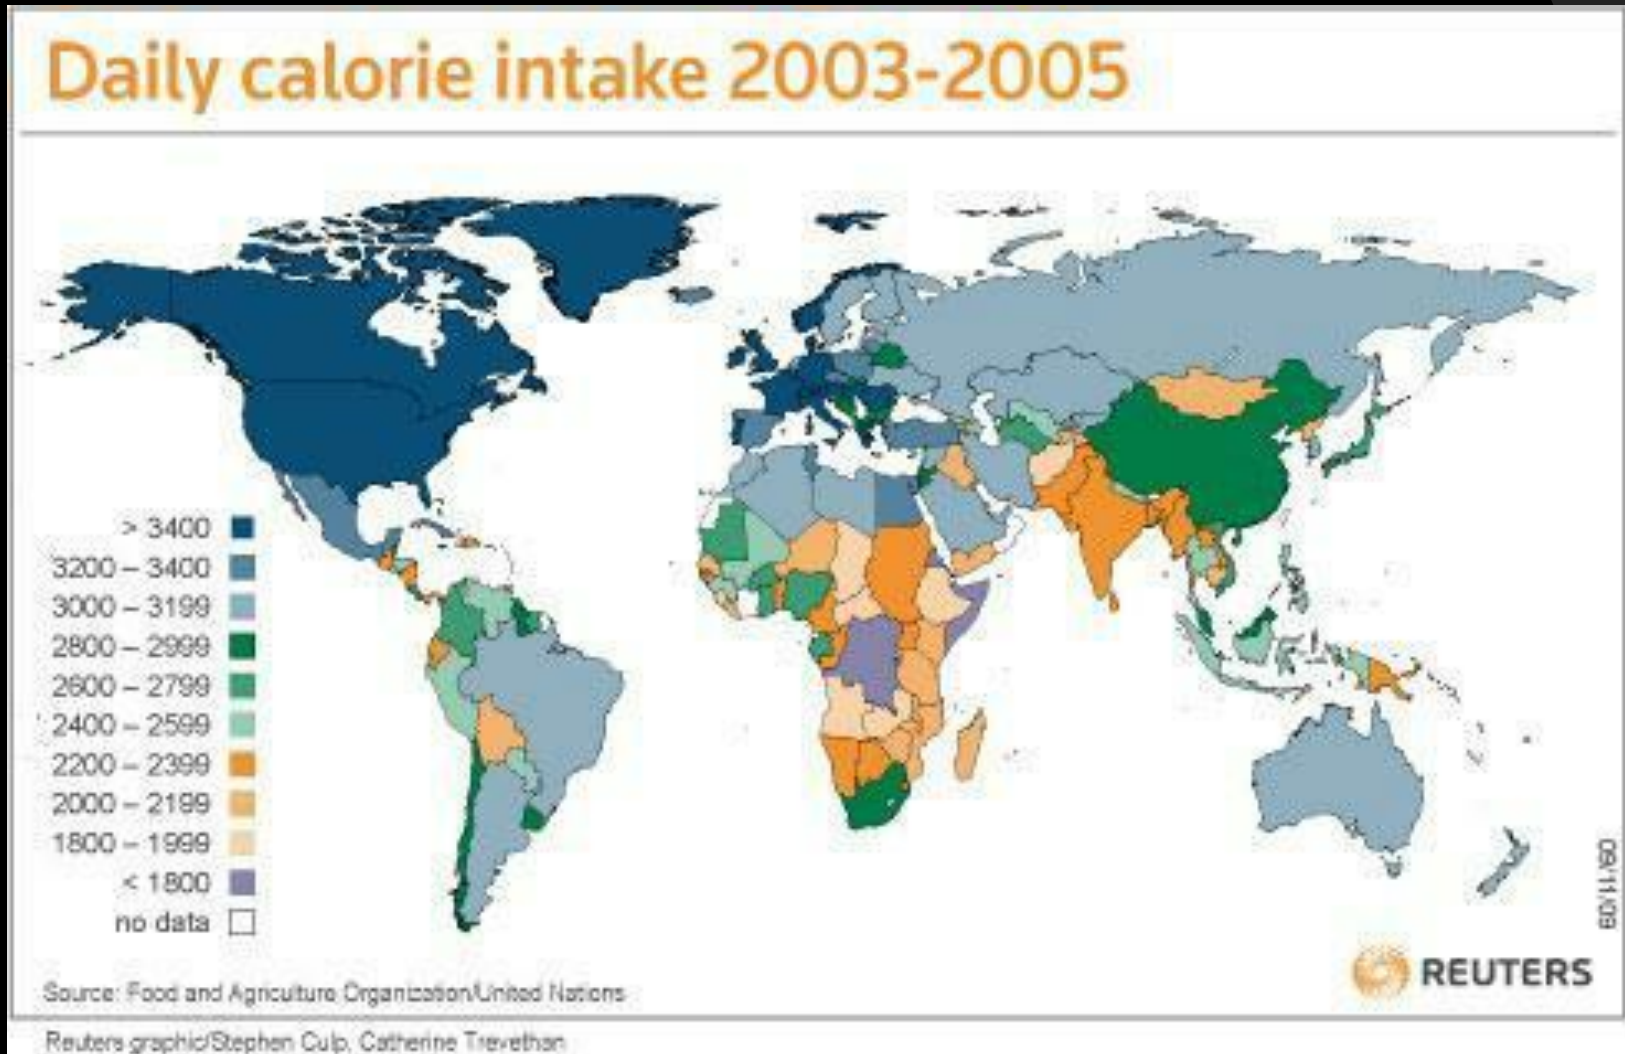 Daily calorie intake 2003-2005
> 3400
3200 – 3400
3000 – 3199
2800 – 2999
2600 – 2799
2400 – 2599
2200 – 2399
2000 – 2199
1800 – 1999
< 1800
no data
09/11/09
REUTERS
Source: Food and Agriculture Organization/United Nations
Reuters graphic/Stephen Culp, Catherine Trevethan